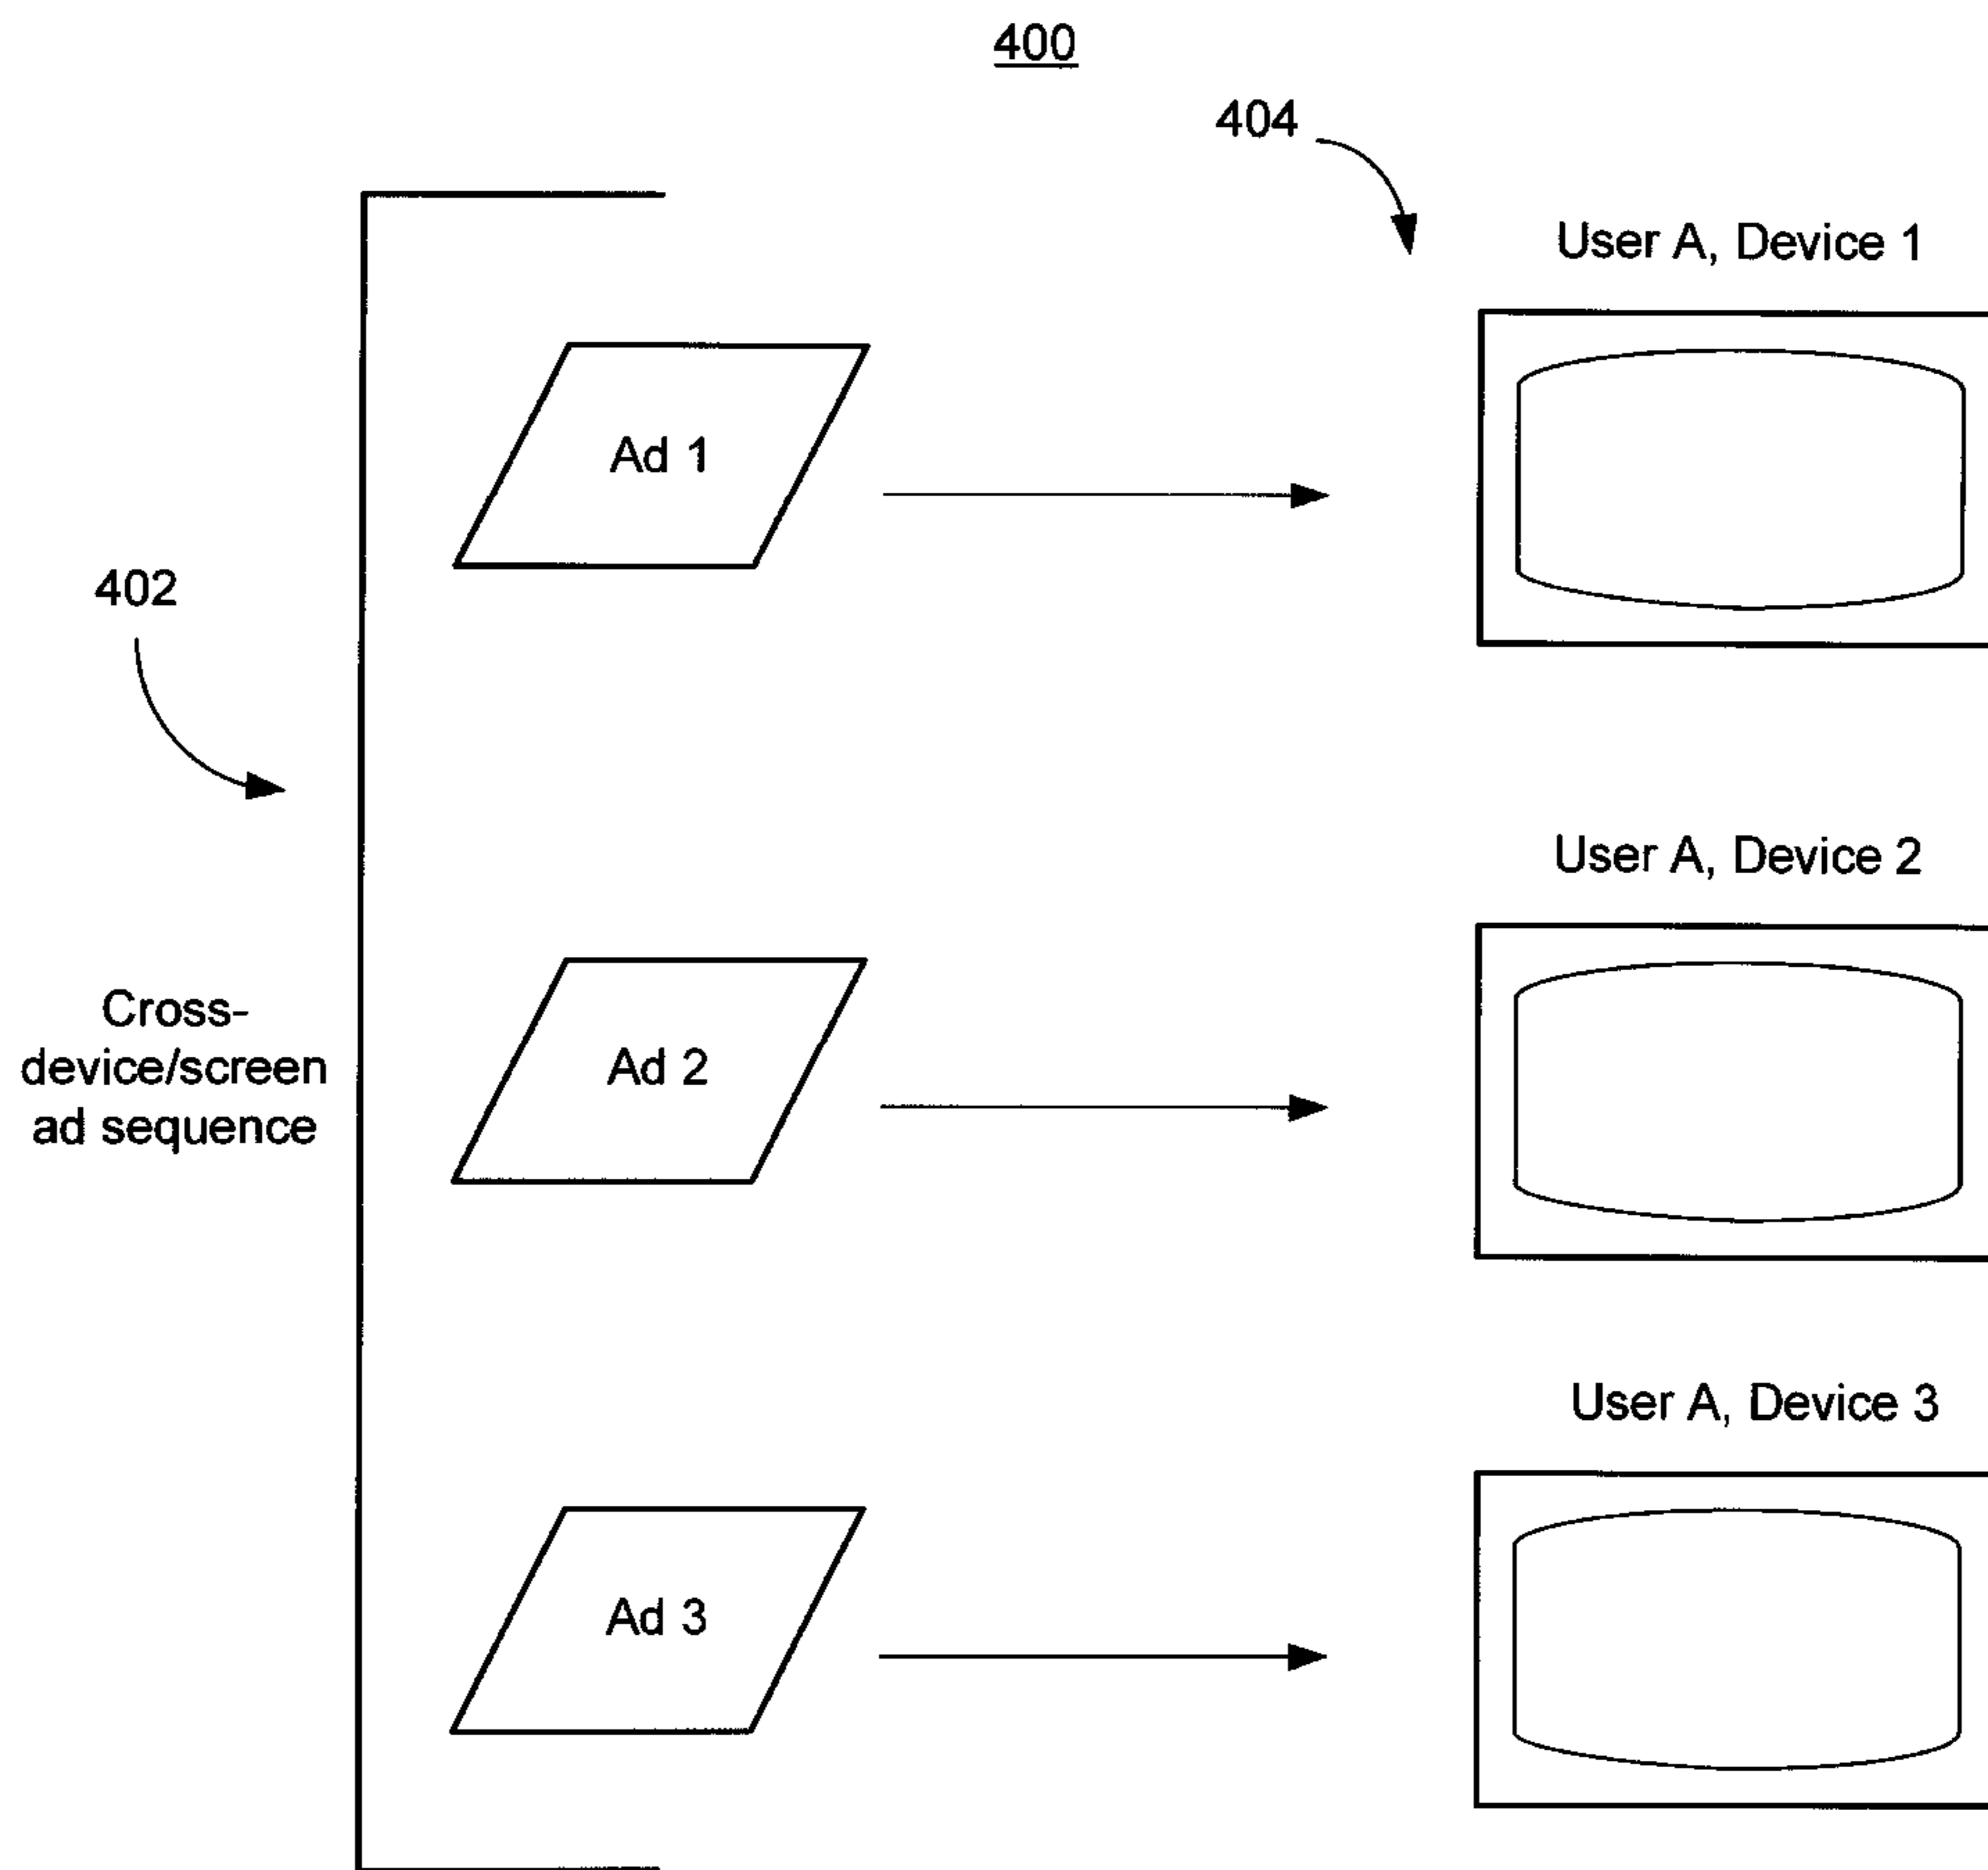 400
404
User A, Device 1
Ad 1
402
User A, Device 2
Cross-
device/screen
ad sequence
Ad 2
User A, Device 3
Ad 3